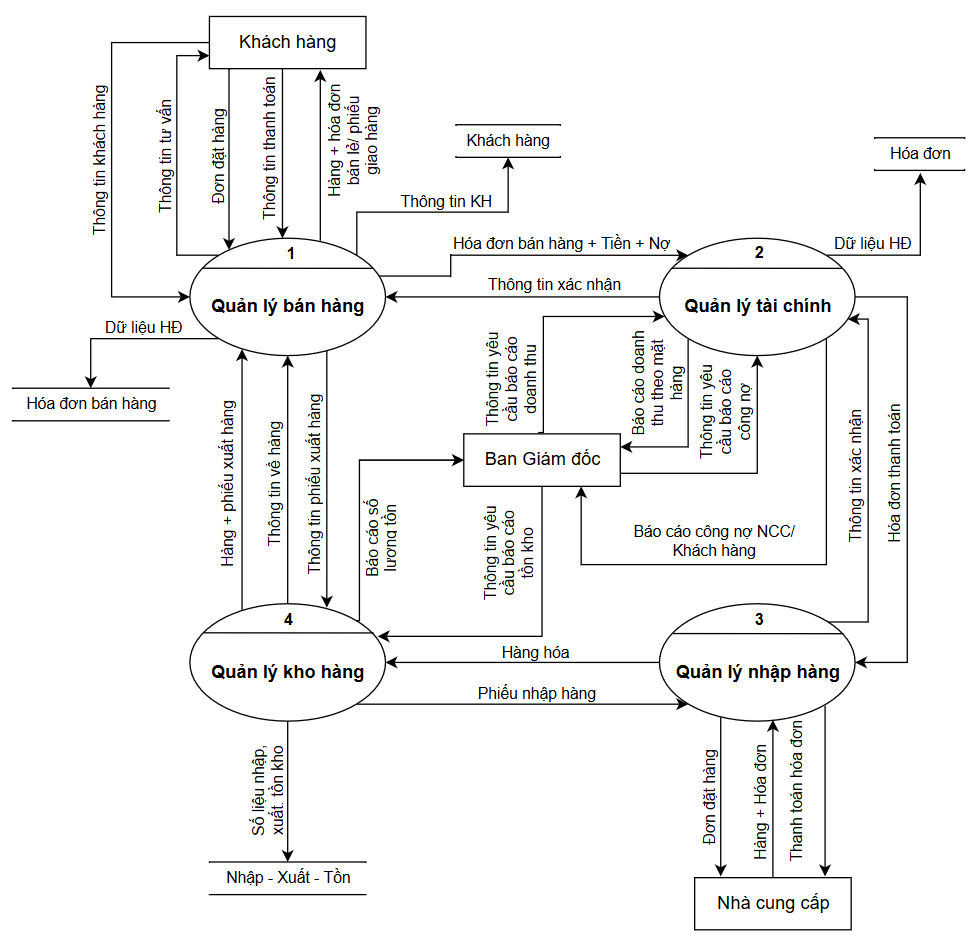 Khách hàng
Thông tin khách hàng
Thông tin tư vấn
Đơn đặt hàng
Thông tin thanh toán
Hàng + hóa đơn
bán lẻ/ phiếu
giao hàng
Khách hàng
Hóa đơn
Thông tin KH
1
Quản lý bán hàng
Hóa đơn bán hàng + Tiền + Nợ
Thông tin xác nhận
2
Quản lý tài chính
Dữ liệu HĐ
Dữ liệu HĐ
Hóa đơn bán hàng
Thông tin yêu
cầu báo cáo
doanh thu
Báo cáo doanh
thu theo mặt
hàng
Thông tin yêu
cầu báo cáo
công nợ
Hàng + phiếu xuất hàng
Thông tin về hàng
Thông tin phiếu xuất hàng
Ban Giám đốc
Báo cáo số
lượng tồn
Thông tin yêu
cầu báo cáo
tồn kho
Báo cáo công nợ NCC/
Khách hàng
Thông tin xác nhận
Hóa đơn thanh toán
4
Quản lý kho hàng
3
Quản lý nhập hàng
Hàng hóa
Phiếu nhập hàng
Số liệu nhập,
xuất. tồn kho
Đơn đặt hàng
Hàng + Hóa đơn
Thanh toán hóa đơn
Nhập - Xuất - Tồn
Nhà cung cấp